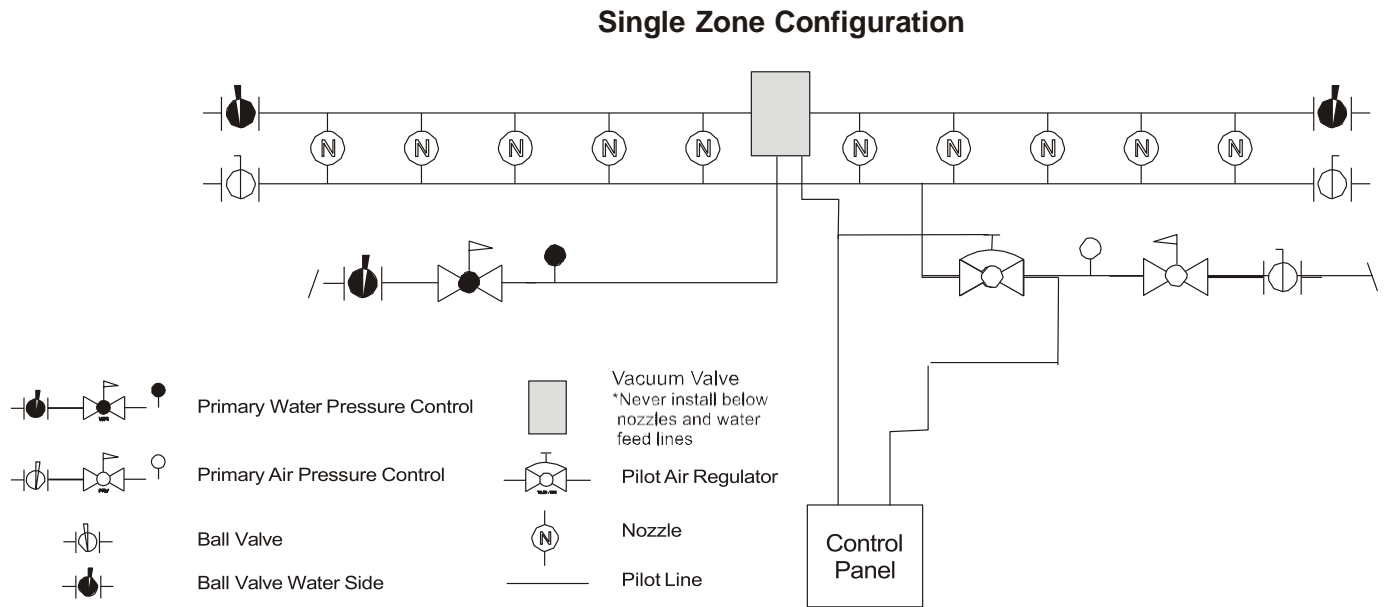 Single Zone Configuration
N N N N N N N N N N
Primary Water Pressure Control
Primary Air Pressure Control
Ball Valve
Ball Valve Water Side
Vacuum Valve
*Never install below
nozzles and water
feed lines
Pilot Air Regulator
N
Nozzle
Pilot Line
Control
Panel